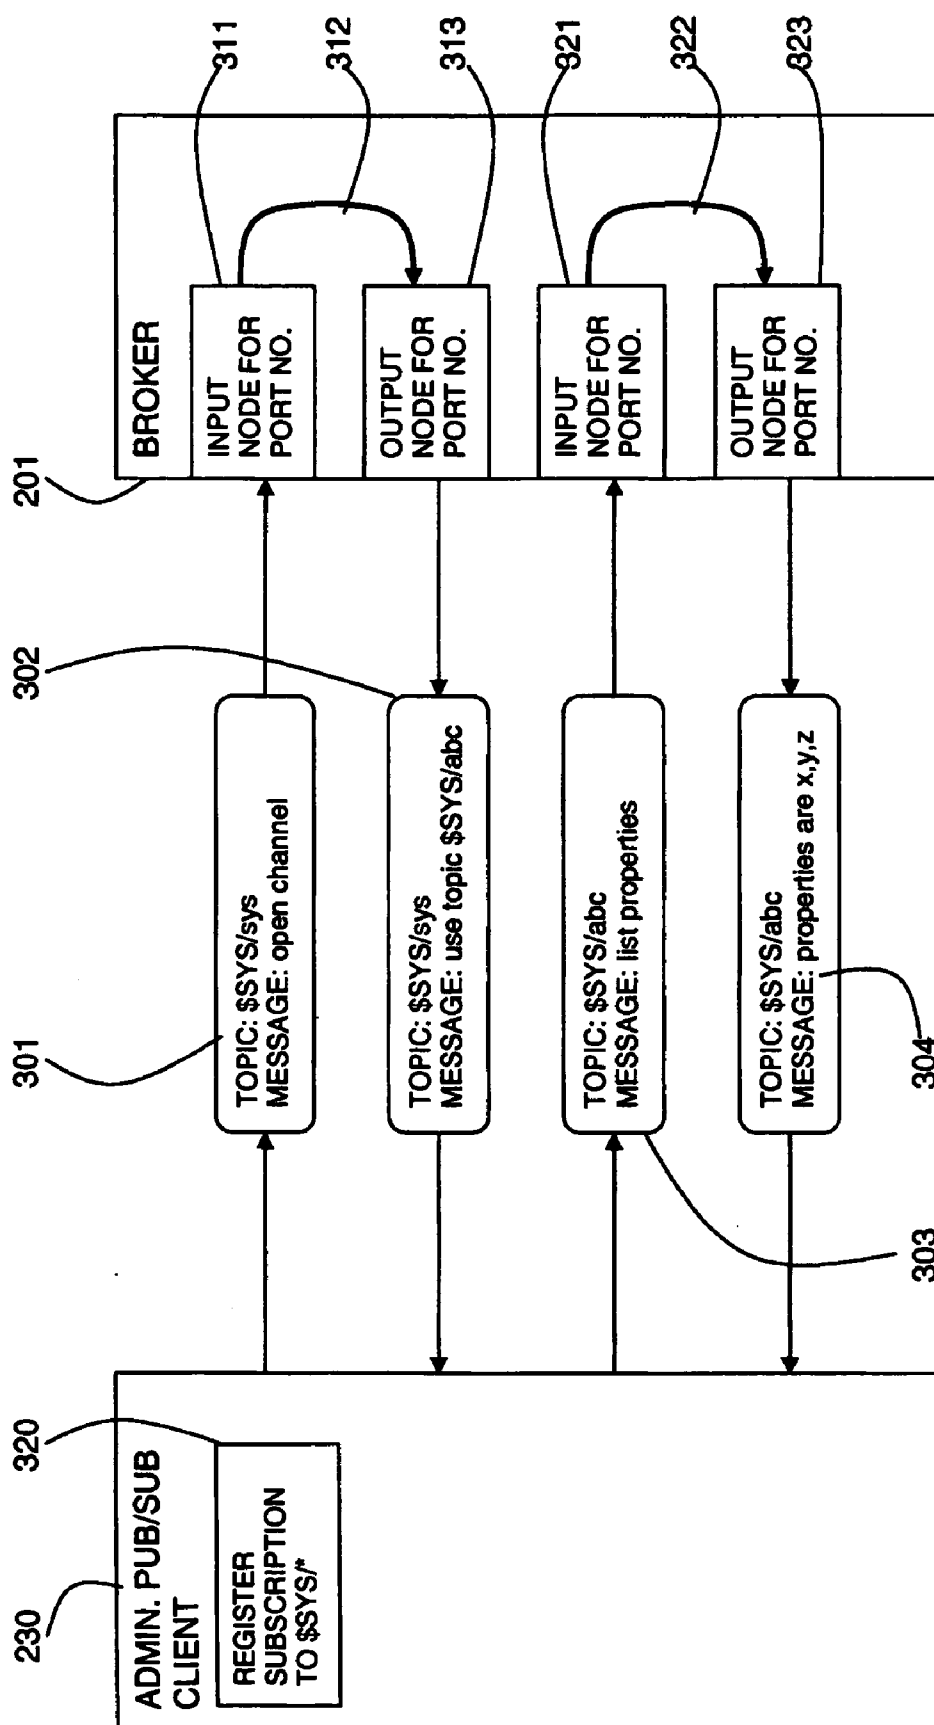 230
ADMIN. PUB/SUB
CLIENT
320
REGISTER
SUBSCRIPTION
TO $SYS/*
301
TOPIC: $SYS/sys
MESSAGE: open channel
302
TOPIC: $SYS/sys
MESSAGE: use topic $SYS/abc
303
TOPIC: $SYS/abc
MESSAGE: list properties
304
TOPIC: $SYS/abc
MESSAGE: properties are x,y,z
201
BROKER
INPUT
NODE FOR
PORT NO.
311
312
OUTPUT
NODE FOR
PORT NO.
313
INPUT
NODE FOR
PORT NO.
321
322
OUTPUT
NODE FOR
PORT NO.
323